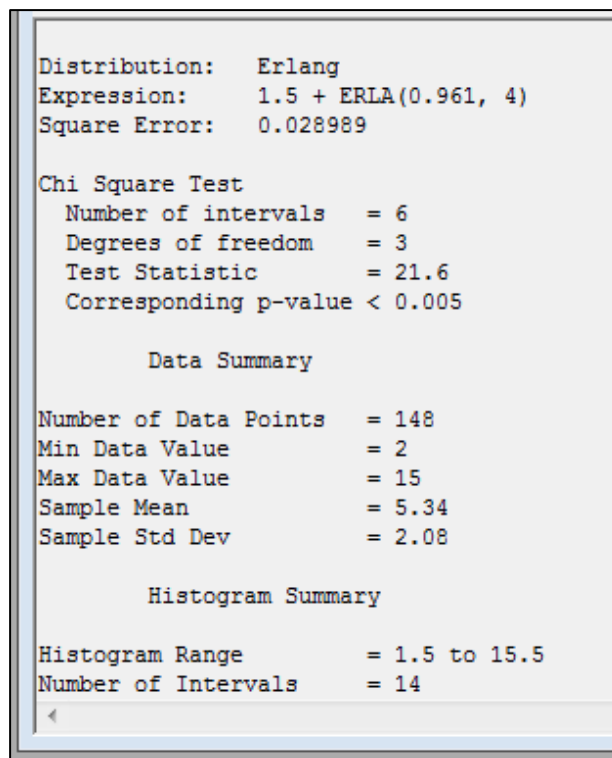 Distribution: Erlang
Expression: 1.5 + ERLA(0.961, 4)
Square Error: 0.028989
Chi Square Test
Number of intervals = 6
Degrees of freedom = 3
Test Statistic = 21.6
Corresponding p-value < 0.005
Data Summary
Number of Data Points = 148
Min Data Value = 2
Max Data Value = 15
Sample Mean = 5.34
Sample Std Dev = 2.08
Histogram Summary
Histogram Range = 1.5 to 15.5
Number of Intervals = 14